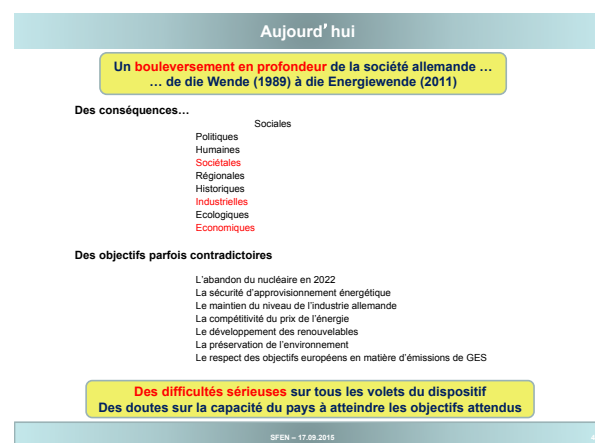 Aujourd'hui
Un bouleversement en profondeur de la société allemande ...
... de die Wende (1989) à die Energiewende (2011)
Des conséquences...
Sociales
Politiques
Humaines
Sociétales
Régionales
Historiques
Industrielles
Ecologiques
Economiques
Des objectifs parfois contradictoires
L'abandon du nucléaire en 2022
La sécurité d'approvisionnement énergétique
Le maintien du niveau de l'industrie allemande
La compétitivité du prix de l'énergie
Le développement des renouvelables
La préservation de l'environnement
Le respect des objectifs européens en matière d'émissions de GES
Des difficultés sérieuses sur tous les volets du dispositif
Des doutes sur la capacité du pays à atteindre les objectifs attendus
SFEN – 17.09.2015